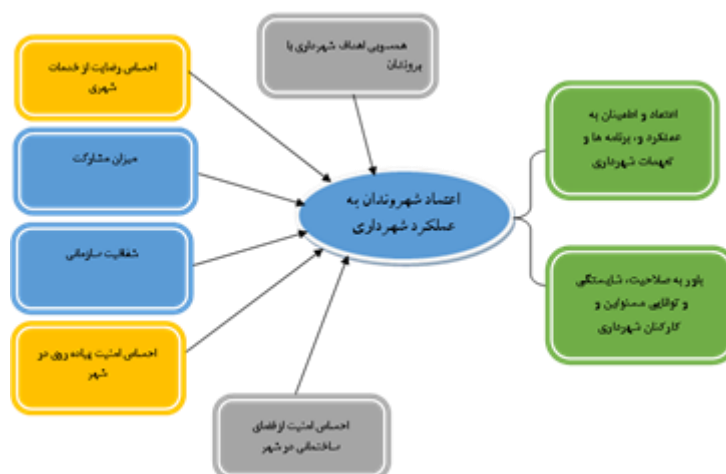 همسویی اهداف شهرداری با
پروندان
احساس رضایت از خدمات
شهری
میزان مشارکت
شفافیت سازمانی
احساس امنیت پیاده روی در
شهر
احساس امنیت از فضای
ساختمانی در شهر
اعتماد شهروندان به
عملکرد شهرداری
اعتماد و اطمینان به
عملکرد و، برنامه ها و
تعهدات شهرداری
باور به صلاحیت، شایستگی
و توانایی مسئولین و
کارکنان شهرداری